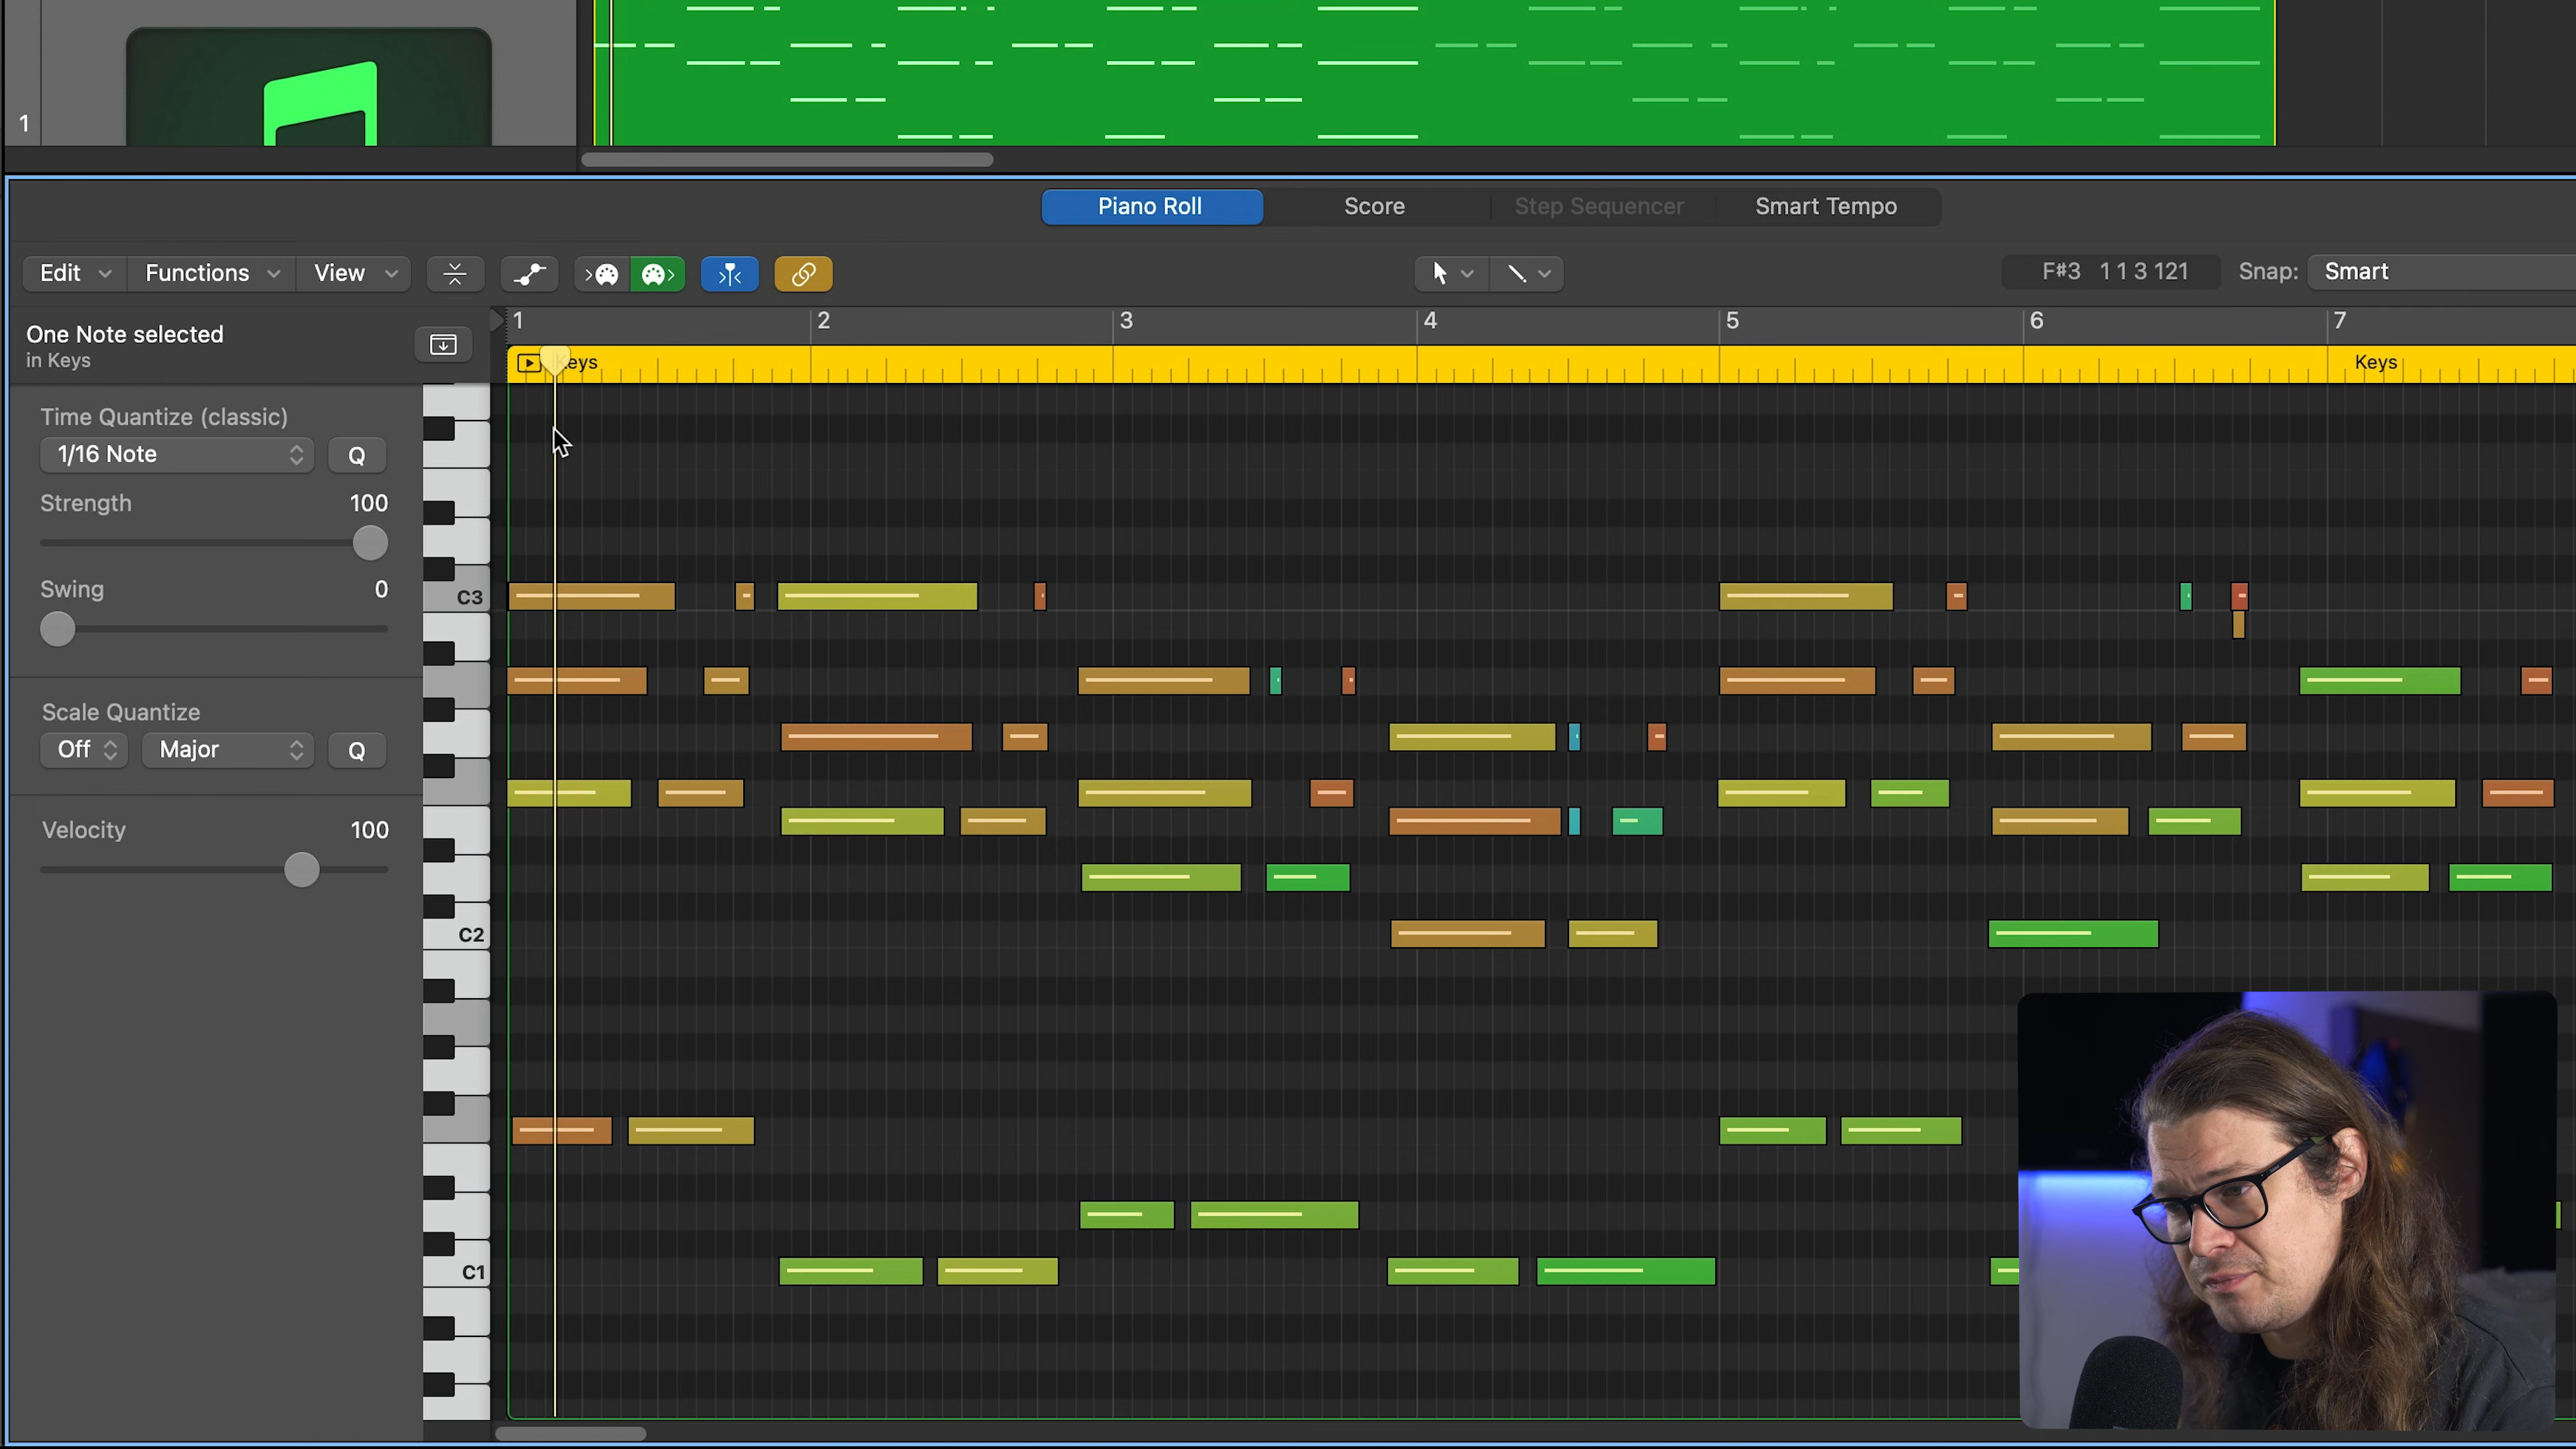 1
Piano Roll
Score
Step Sequencer
Smart Tempo
Edit
Functions
View
F#3 1 1 3 121
Snap:
Smart
One Note selected
in Keys
1
2
3
4
5
6
7
Keys
Keys
Time Quantize (classic)
1/16 Note
Q
Strength
100
Swing
0
C3
Scale Quantize
Off
Major
Q
Velocity
100
C2
C1